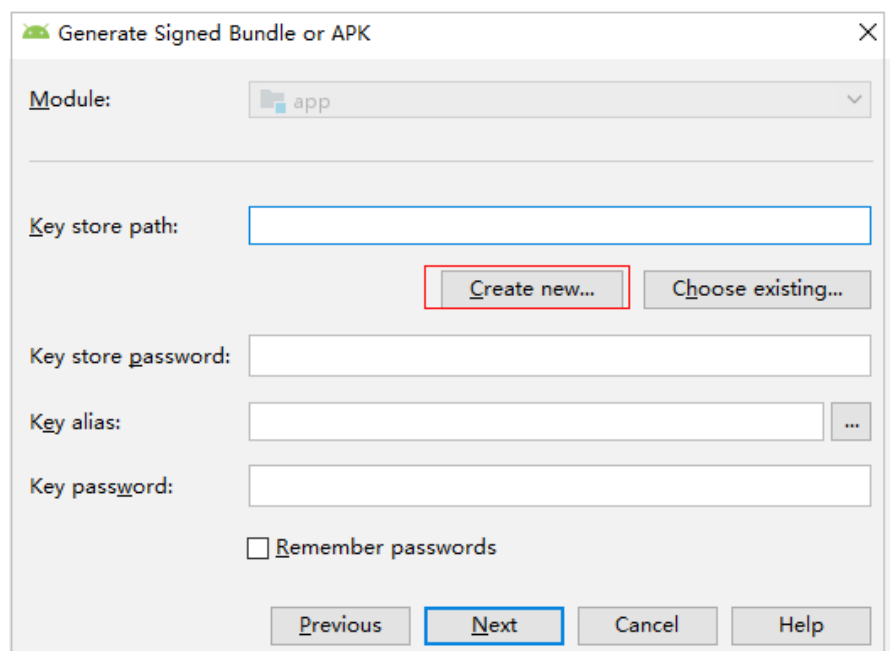 Generate Signed Bundle or APK
Module:
app
Key store path:
Create new... Choose existing...
Key store password:
Key alias:
...
Key password:
Remember passwords
Previous Next Cancel Help